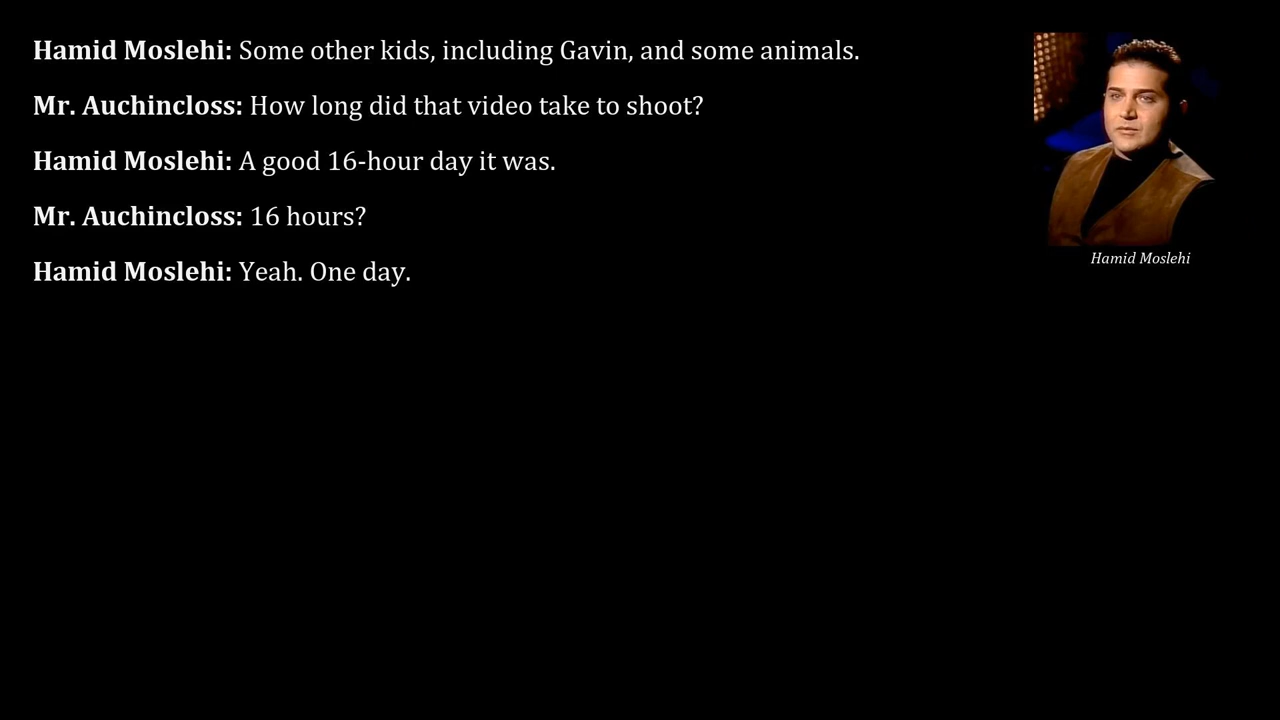 Hamid Moslehi: Some other kids, including Gavin, and some animals.
Mr. Auchincloss: How long did that video take to shoot?
Hamid Moslehi: A good 16-hour day it was.
Mr. Auchincloss: 16 hours?
Hamid Moslehi: Yeah. One day.
Hamid Moslehi